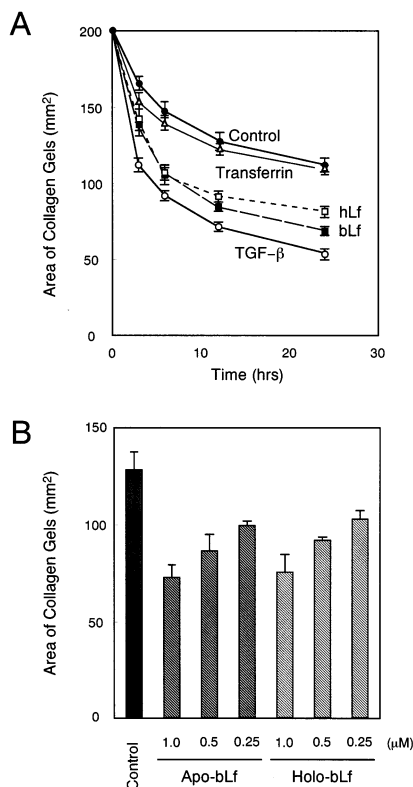 A
Area of Collagen Gels (mm²)
200
150
100
50
0
Control
Transferrin
hLf
bLf
TGF-β
0 10 20 30
Time (hrs)
B
Area of Collagen Gels (mm²)
150
100
50
0
Control
1.0 0.5 0.25 1.0 0.5 0.25 (μM)
Apo-bLf Holo-bLf